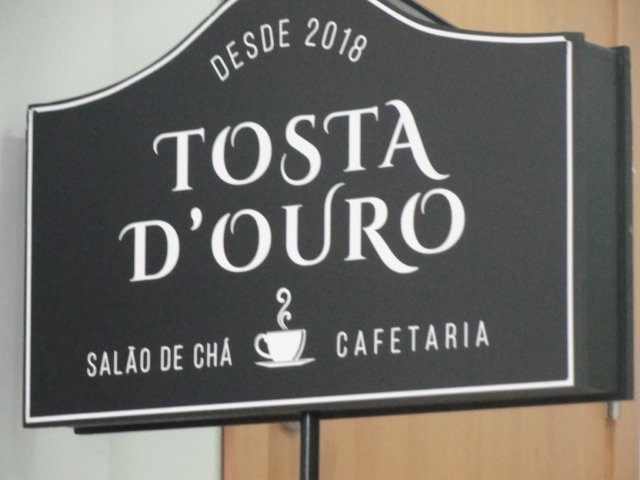 DESDE 2018
TOSTA
D'OURO
SALÃO DE CHÁ CAFETARIA